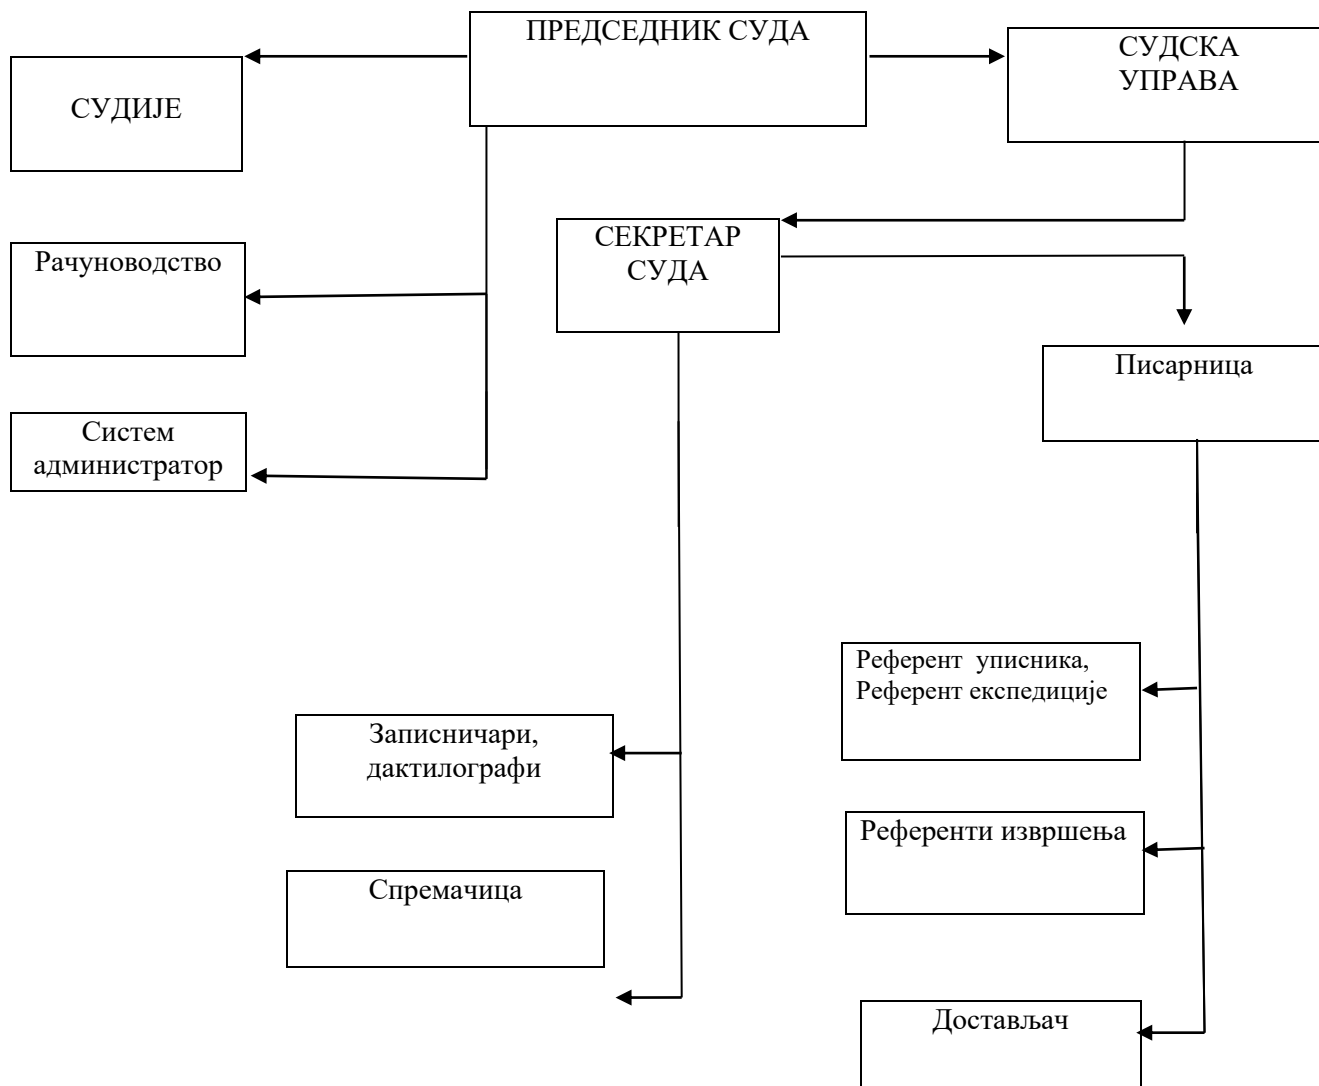 ПРЕДСЕДНИК СУДА
СУДСКА
УПРАВА
СУДИЈЕ
СЕКРЕТАР
СУДА
Рачуноводство
Писарница
Систем
администратор
Референт уписника,
Референт експедиције
Записничари,
дактилографи
Референти извршења
Спремачица
Достављач